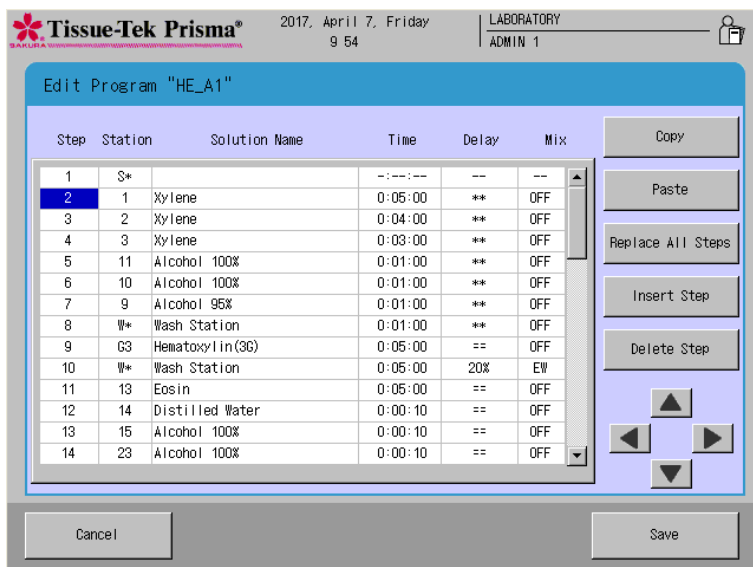 Tissue-Tek Prisma®
SAKURA
2017, April 7, Friday
9 54
LABORATORY
ADMIN 1
Edit Program "HE_A1"
Step Station Solution Name Time Delay Mix
1 S* -:--:-- -- --
2 1 Xylene 0:05:00 ** OFF
3 2 Xylene 0:04:00 ** OFF
4 3 Xylene 0:03:00 ** OFF
5 11 Alcohol 100% 0:01:00 ** OFF
6 10 Alcohol 100% 0:01:00 ** OFF
7 9 Alcohol 95% 0:01:00 ** OFF
8 W* Wash Station 0:01:00 ** OFF
9 G3 Hematoxylin(3G) 0:05:00 == OFF
10 W* Wash Station 0:05:00 20% EW
11 13 Eosin 0:05:00 == OFF
12 14 Distilled Water 0:00:10 == OFF
13 15 Alcohol 100% 0:00:10 == OFF
14 23 Alcohol 100% 0:00:10 == OFF
Copy
Paste
Replace All Steps
Insert Step
Delete Step
Cancel
Save